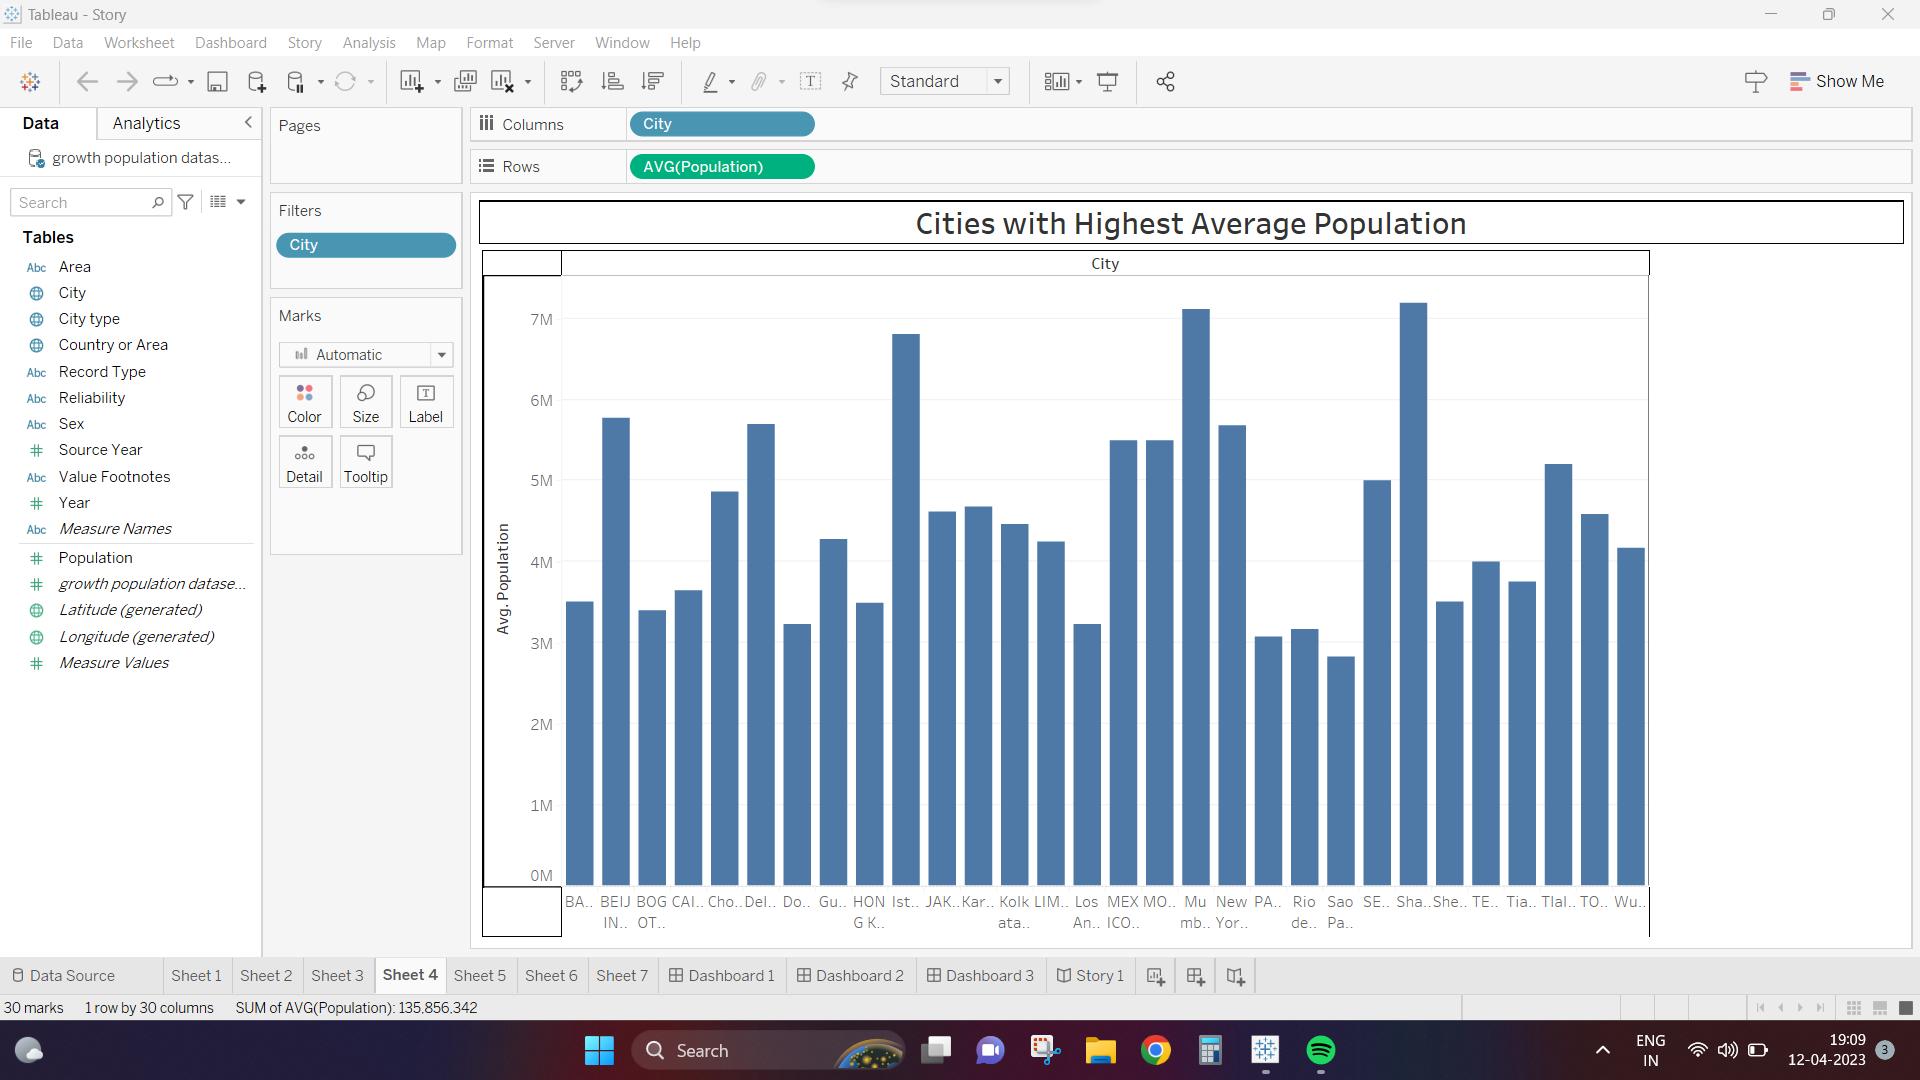 Tableau - Story
File Data Worksheet Dashboard Story Analysis Map Format Server Window Help
Standard
Show Me
Data Analytics
growth population datas...
Search
Tables
Abc Area
City
City type
Country or Area
Abc Record Type
Abc Reliability
Abc Sex
# Source Year
Abc Value Footnotes
# Year
Abc Measure Names
# Population
# growth population datase...
Latitude (generated)
Longitude (generated)
# Measure Values
Pages
Filters
City
Marks
Automatic
Color Size Label
Detail Tooltip
Columns City
Rows AVG(Population)
Cities with Highest Average Population
City
Avg. Population
7M
6M
5M
4M
3M
2M
1M
0M
BA.. BEIJ BOG CAI.. Cho.. Del.. Do.. Gu.. HON Ist.. JAK.. Kar.. Kolk LIM.. Los MEX MO.. Mu New PA.. Rio Sao SE.. Sha.. She.. TE.. Tia.. Tlal.. TO.. Wu..
IN.. OT.. G K.. ata.. An.. ICO.. mb.. Yor.. de.. Pa..
Data Source Sheet 1 Sheet 2 Sheet 3 Sheet 4 Sheet 5 Sheet 6 Sheet 7 Dashboard 1 Dashboard 2 Dashboard 3 Story 1
30 marks 1 row by 30 columns SUM of AVG(Population): 135,856,342
Search
ENG
IN
19:09
12-04-2023
3